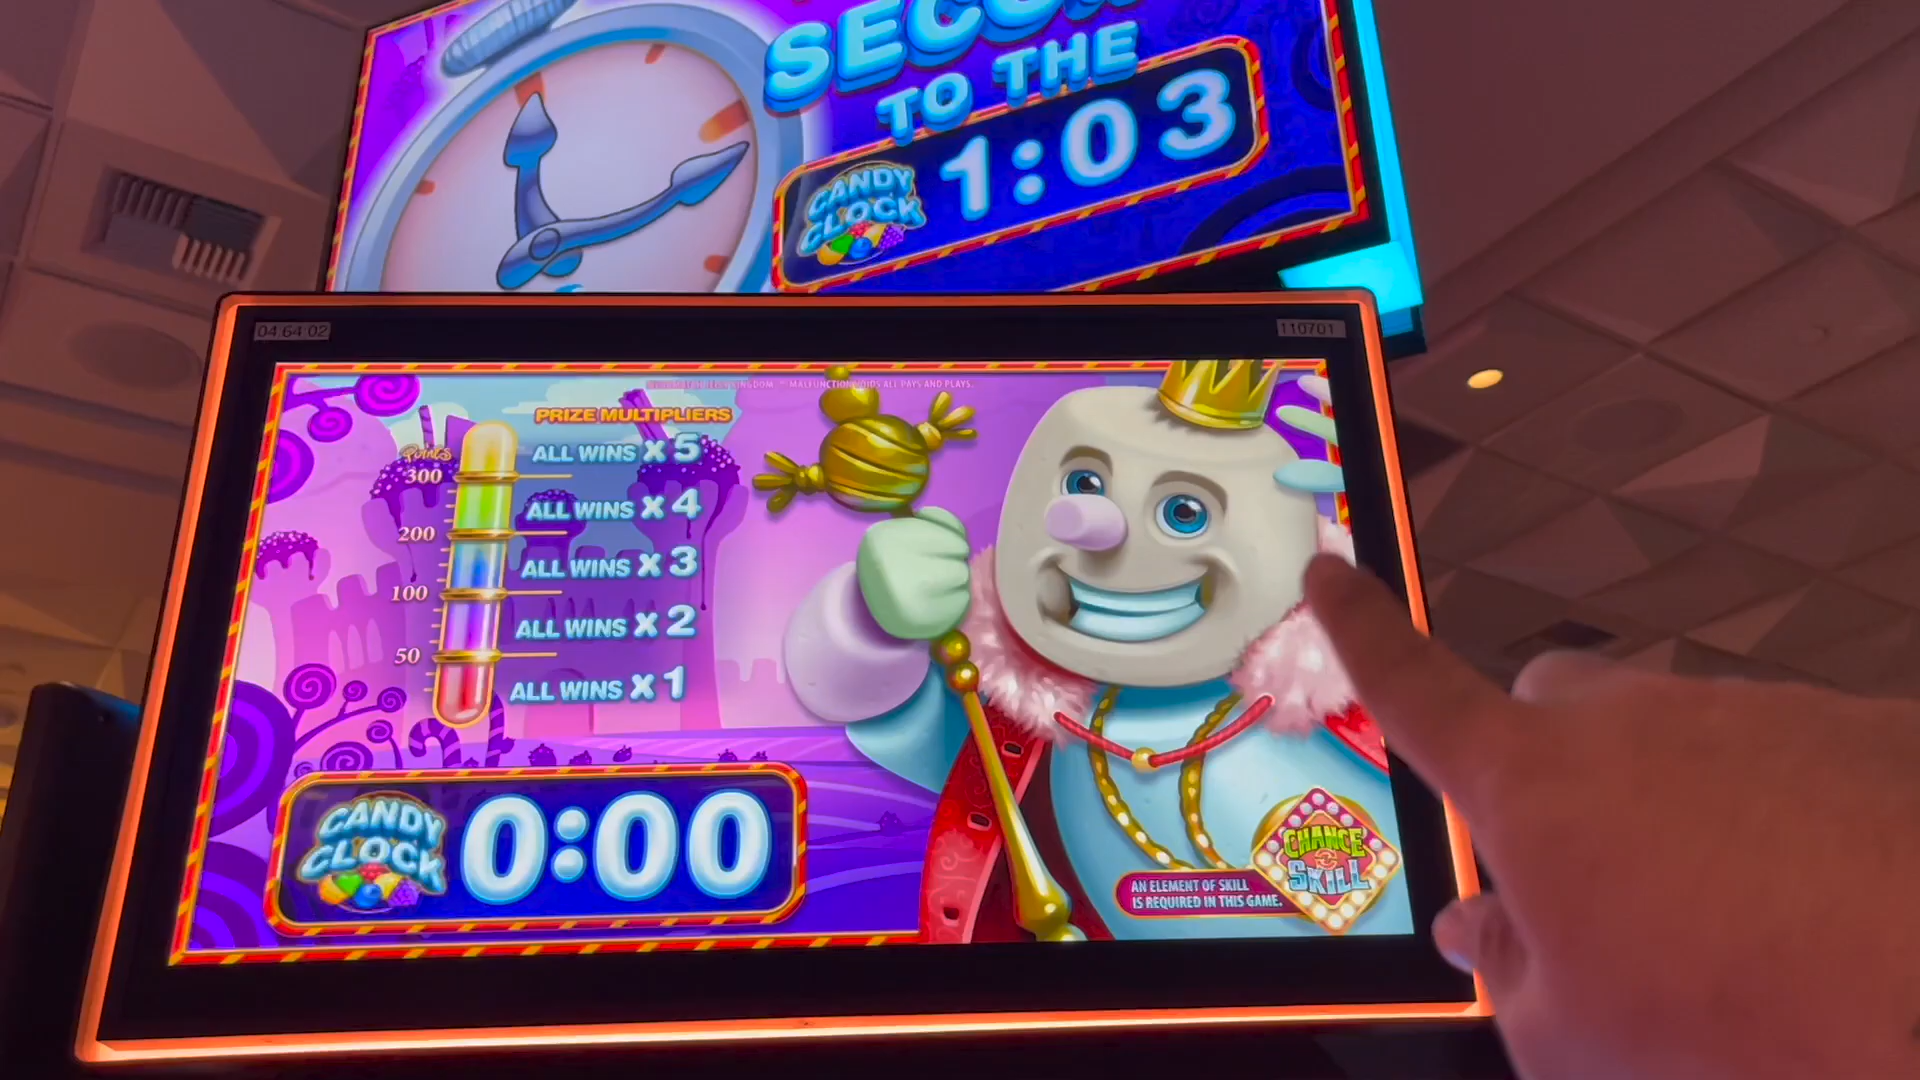 TO THE
CANDY
CLOCK
1:03
04 64 02
110701
MALFUNCTION VOIDS ALL PAYS AND PLAYS.
PRIZE MULTIPLIERS
Points
ALL WINS X 5
300
ALL WINS X 4
200
ALL WINS X 3
100
ALL WINS X 2
50
ALL WINS X 1
CANDY
CLOCK
0:00
AN ELEMENT OF SKILL
IS REQUIRED IN THIS GAME.
CHANCE
SKILL